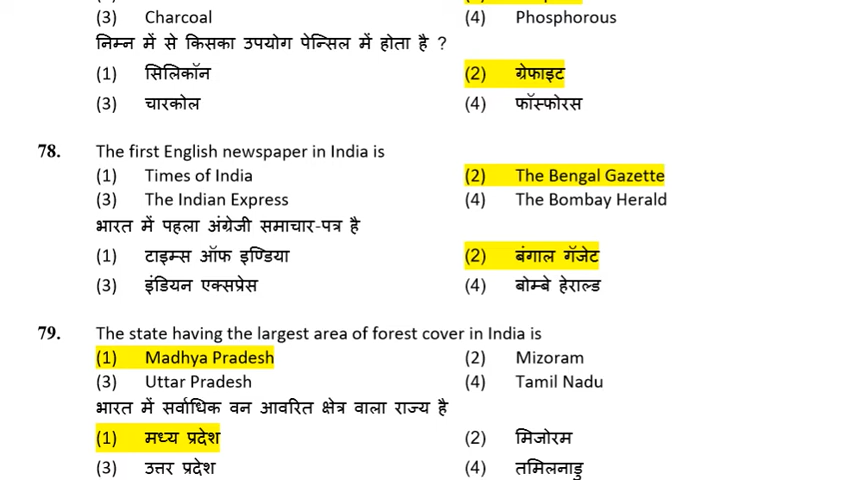 (3) Charcoal (4) Phosphorous
निम्न में से किसका उपयोग पेन्सिल में होता है ?
(1) सिलिकॉन (2) ग्रेफाइट
(3) चारकोल (4) फॉस्फोरस
78. The first English newspaper in India is
(1) Times of India (2) The Bengal Gazette
(3) The Indian Express (4) The Bombay Herald
भारत में पहला अंग्रेजी समाचार-पत्र है
(1) टाइम्स ऑफ इण्डिया (2) बंगाल गॅजेट
(3) इंडियन एक्सप्रेस (4) बोम्बे हेराल्ड
79. The state having the largest area of forest cover in India is
(1) Madhya Pradesh (2) Mizoram
(3) Uttar Pradesh (4) Tamil Nadu
भारत में सर्वाधिक वन आवरित क्षेत्र वाला राज्य है
(1) मध्य प्रदेश (2) मिजोरम
(3) उत्तर प्रदेश (4) तमिलनाडु